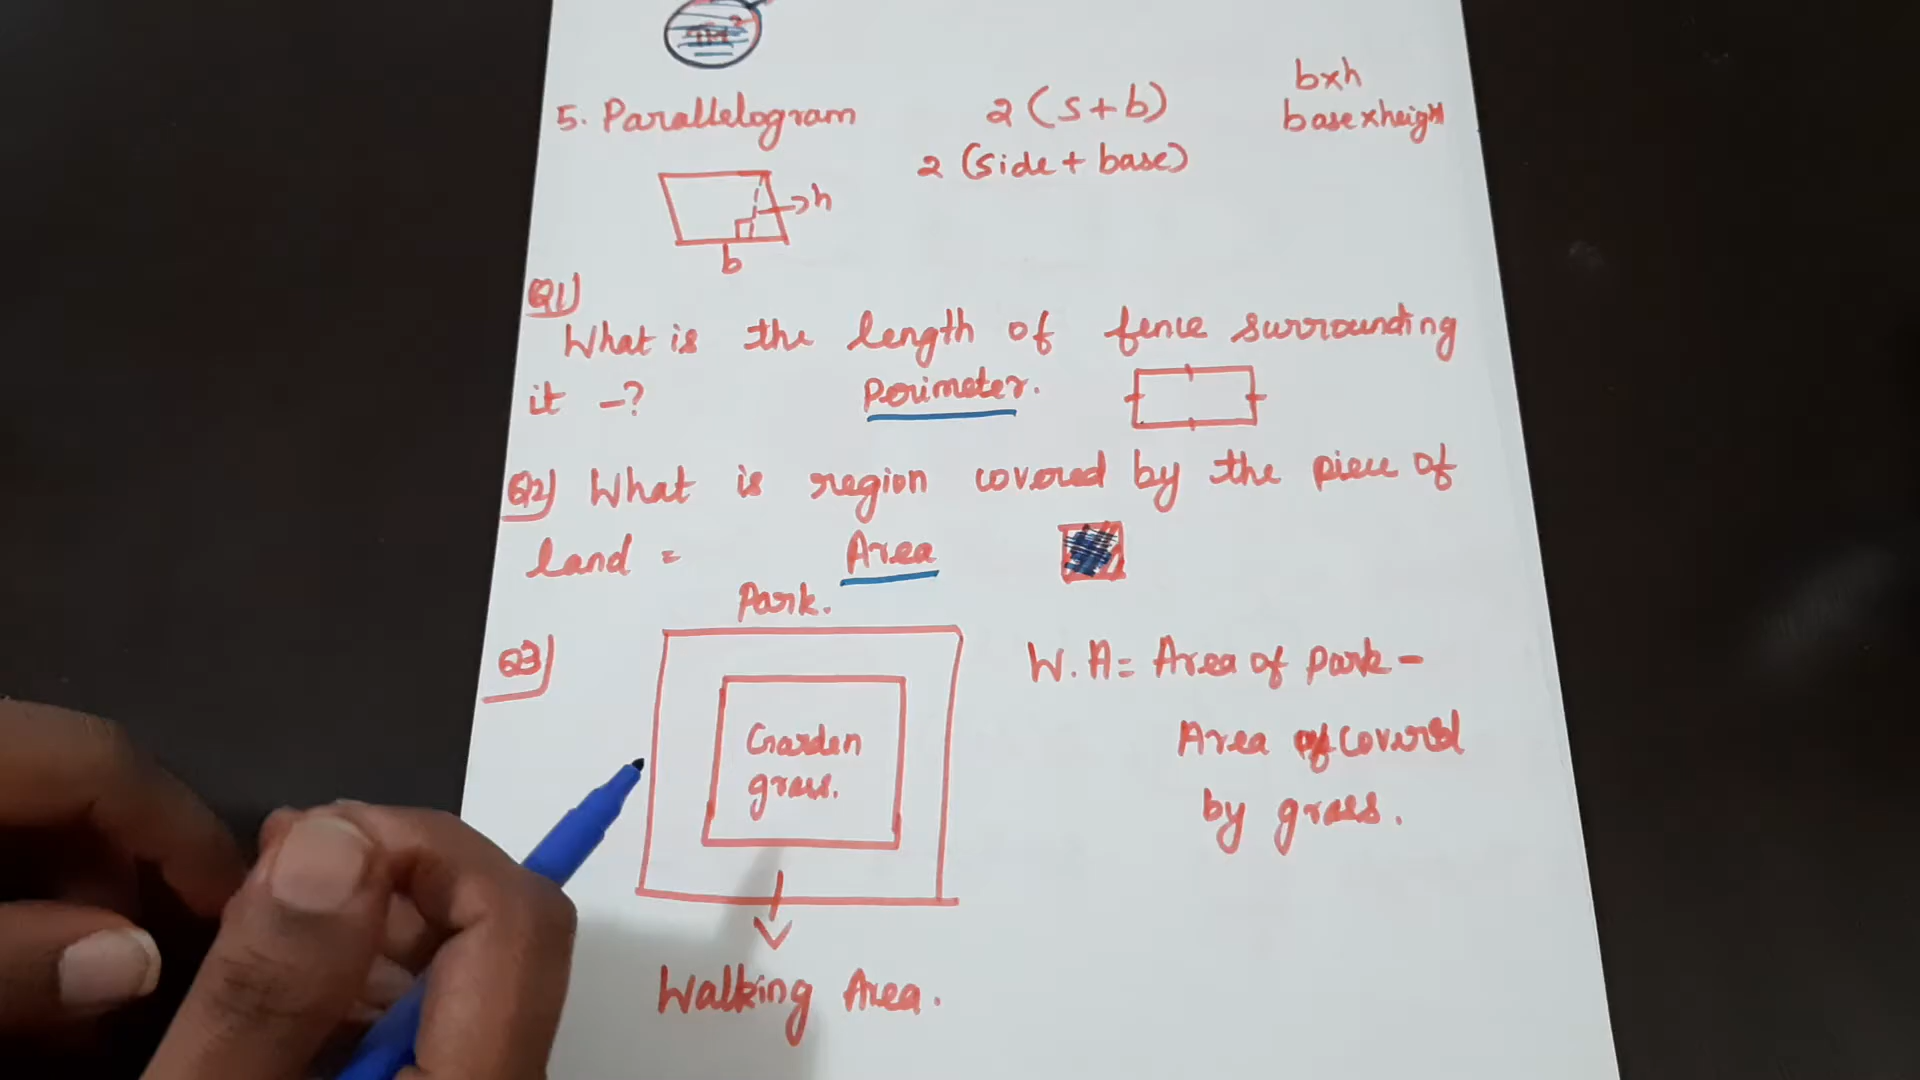 5. Parallelogram 2 (s+b) bxh
2 (side + base) basexheight
h
b
Q1)
What is the length of fence surrounding
it -? Perimeter.
Q2) What is region covered by the piece of
land = Area
Park.
Q3) W.A = Area of park -
Garden Area of covered
grass. by grass.
Walking Area.